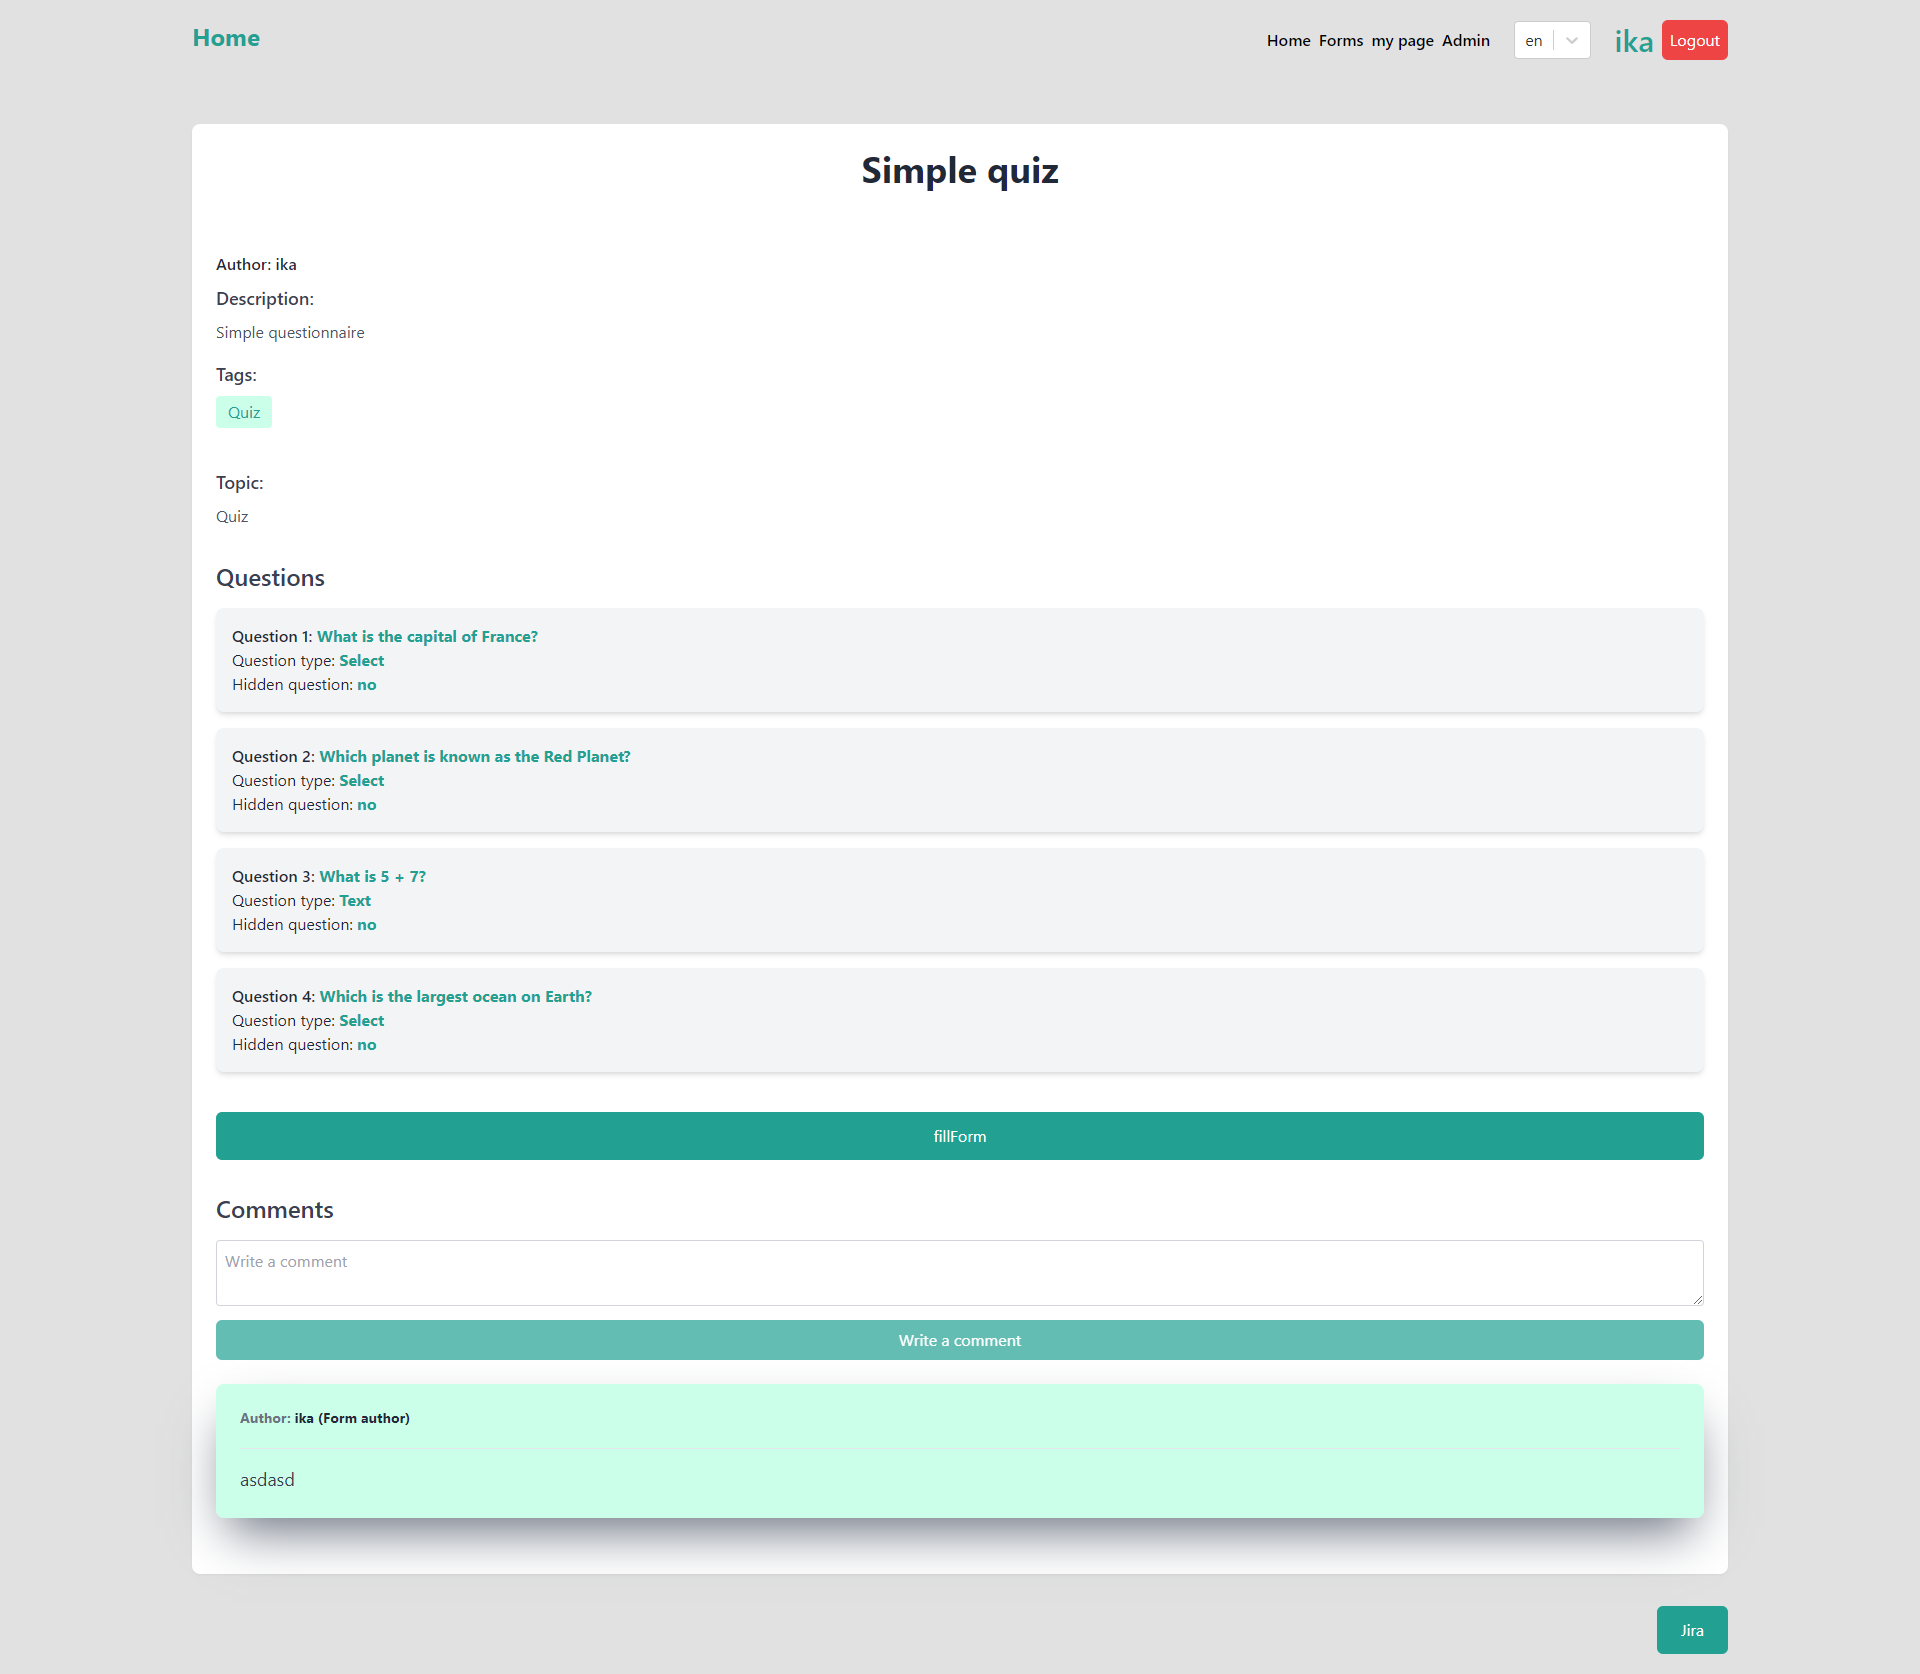 Home
Home Forms my page Admin en ika Logout
Simple quiz
Author: ika
Description:
Simple questionnaire
Tags:
Quiz
Topic:
Quiz
Questions
Question 1: What is the capital of France?
Question type: Select
Hidden question: no
Question 2: Which planet is known as the Red Planet?
Question type: Select
Hidden question: no
Question 3: What is 5 + 7?
Question type: Text
Hidden question: no
Question 4: Which is the largest ocean on Earth?
Question type: Select
Hidden question: no
fillForm
Comments
Write a comment
Write a comment
Author: ika (Form author)
asdasd
Jira